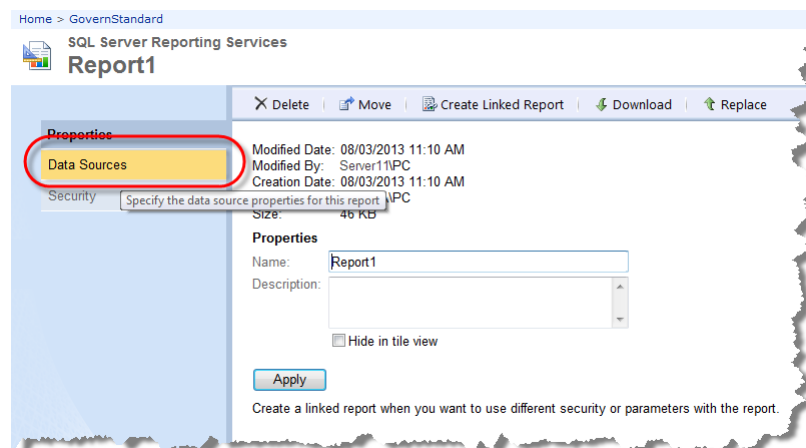 Home > GovernStandard
SQL Server Reporting Services
Report1
Delete Move Create Linked Report Download Replace
Properties
Data Sources
Security
Specify the data source properties for this report
Modified Date: 08/03/2013 11:10 AM
Modified By: Server11\PC
Creation Date: 08/03/2013 11:10 AM
\PC
Size: 46 KB
Properties
Name: Report1
Description:
Hide in tile view
Apply
Create a linked report when you want to use different security or parameters with the report.